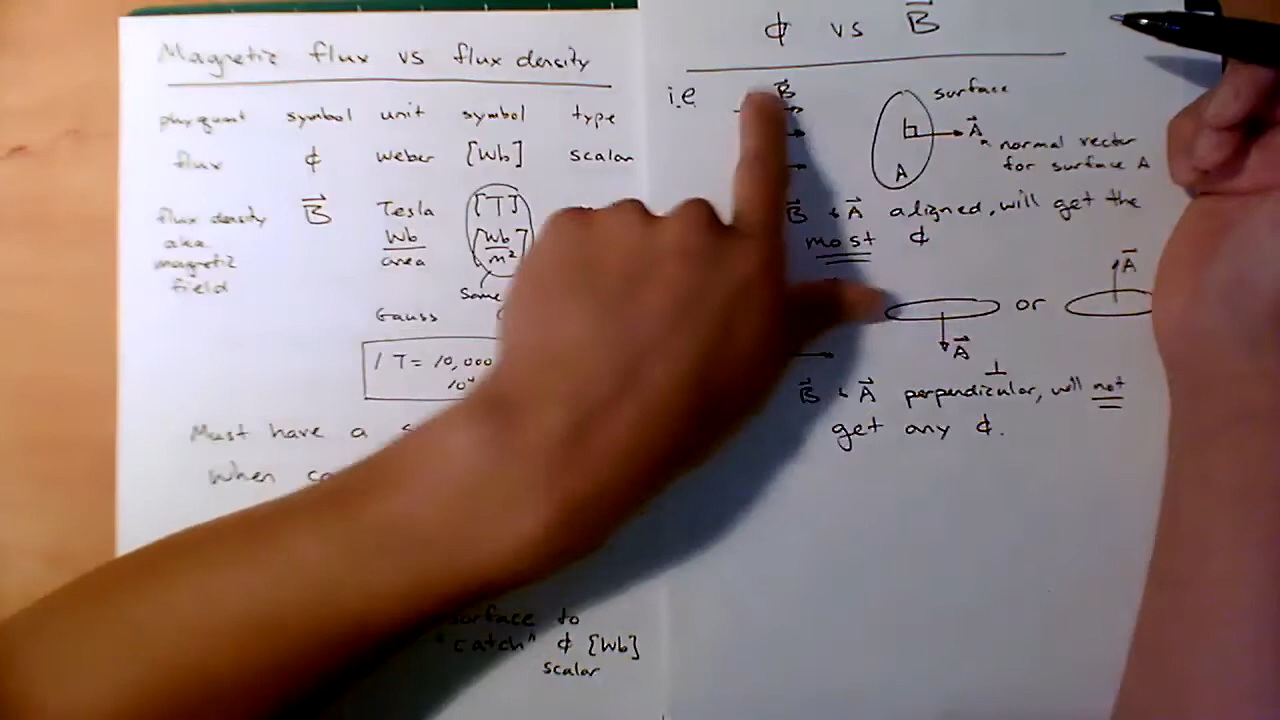 Magnetic flux vs flux density
symbol unit symbol type
flux ¢ Weber [Wb] scalar
flux density B⃗ Tesla [T]
aka Wb/area [Wb/m²]
magnetic
field
Same
Gauss
1 T = 10,000
10⁴
Must have a
When
surface to
"catch" ¢ [Wb]
scalar
¢ vs B⃗
i.e B⃗
surface
A⃗
normal vector
for surface A
A
B⃗ & A⃗ aligned, will get the
most ¢
A⃗
or
A⃗
⊥
B⃗ & A⃗ perpendicular, will not
get any ¢.